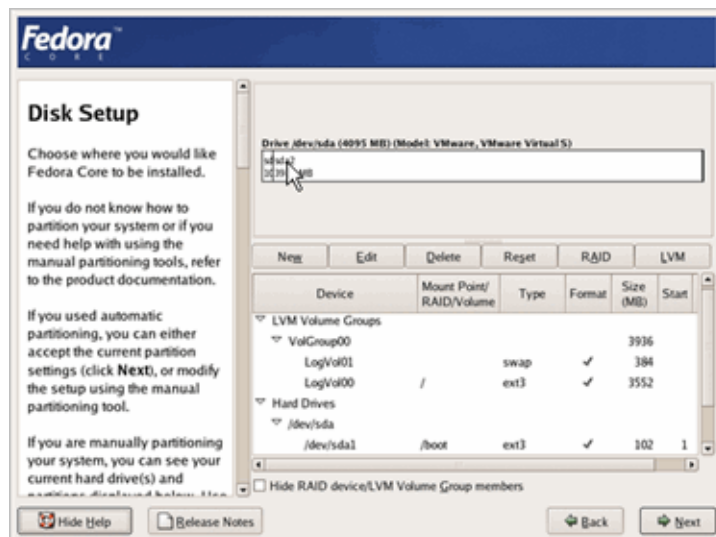 Fedora™
CORE
Disk Setup
Choose where you would like
Fedora Core to be installed.
If you do not know how to
partition your system or if you
need help with using the
manual partitioning tools, refer
to the product documentation.
If you used automatic
partitioning, you can either
accept the current partition
settings (click Next), or modify
the setup using the manual
partitioning tool.
If you are manually partitioning
your system, you can see your
current hard drive(s) and
Drive /dev/sda (4095 MB) (Model: VMware, VMware Virtual S)
MB
New Edit Delete Reset RAID LVM
Device Mount Point/ RAID/Volume Type Format Size (MB) Start
LVM Volume Groups
VolGroup00 3936
LogVol01 swap ✓ 384
LogVol00 / ext3 ✓ 3552
Hard Drives
/dev/sda
/dev/sda1 /boot ext3 ✓ 102 1
Hide RAID device/LVM Volume Group members
Hide Help Release Notes Back Next